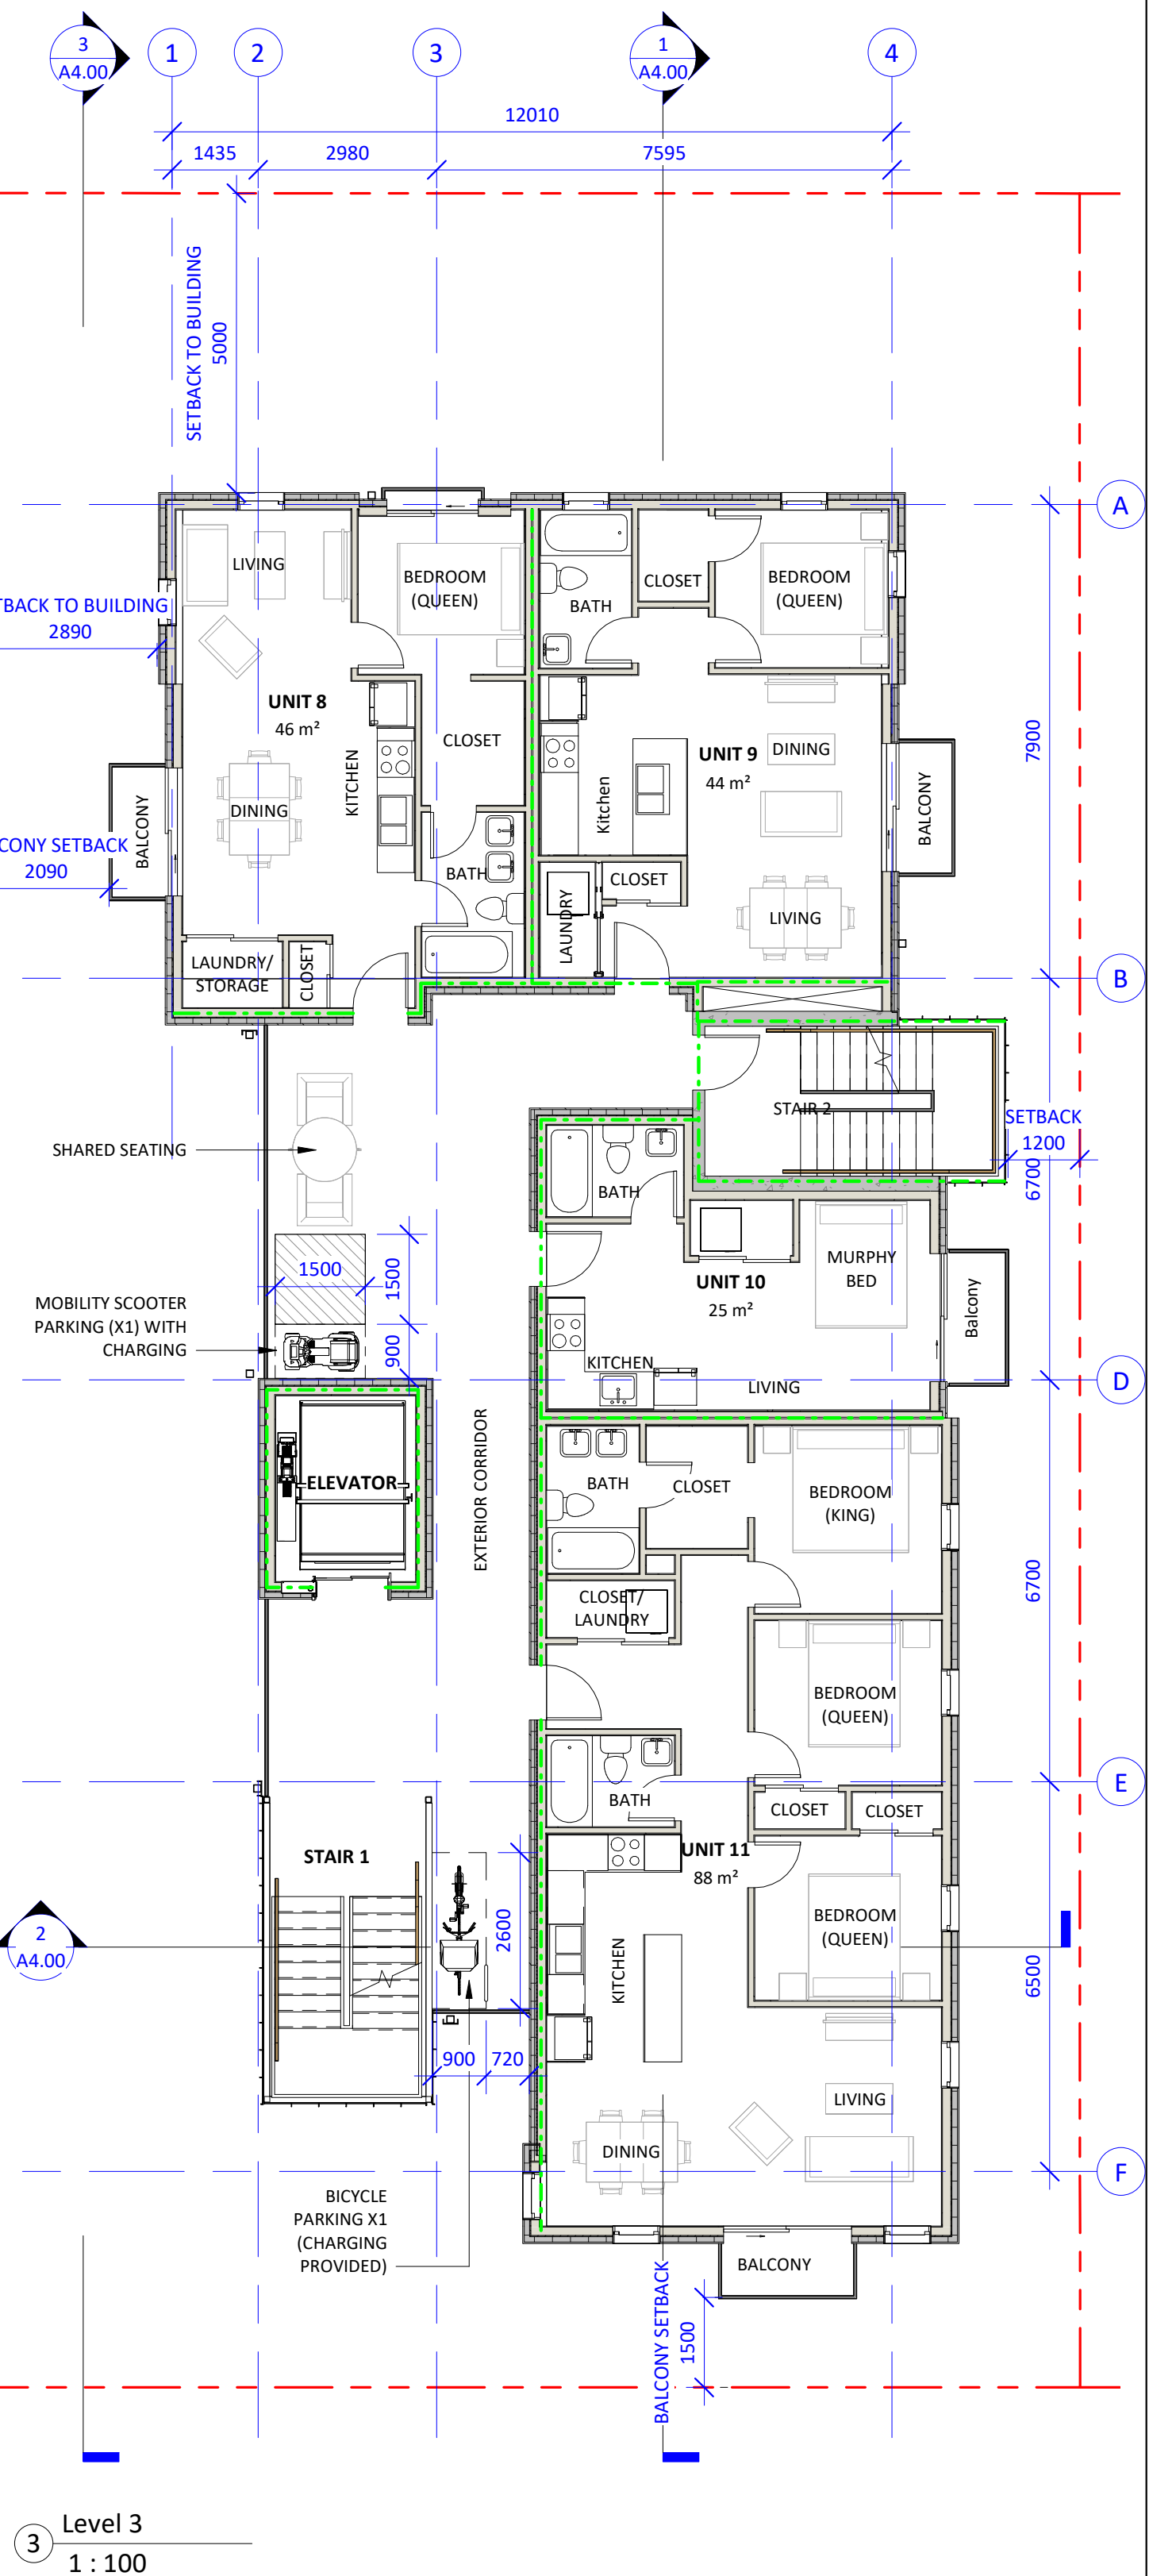 3
A4.00
1
2
3
1
A4.00
4
12010
1435
2980
7595
SETBACK TO BUILDING
5000
A
LIVING
BEDROOM
(QUEEN)
CLOSET
BATH
BEDROOM
(QUEEN)
TBACK TO BUILDING
2890
UNIT 8
46 m²
CLOSET
KITCHEN
UNIT 9
44 m²
DINING
Kitchen
7900
BALCONY
DINING
BALCONY
CONY SETBACK
2090
BATH
CLOSET
LAUNDRY
LIVING
LAUNDRY/
STORAGE
CLOSET
B
STAIR 2
SETBACK
1200
6700
SHARED SEATING
BATH
1500
1500
MURPHY
BED
UNIT 10
25 m²
Balcony
MOBILITY SCOOTER
PARKING (X1) WITH
CHARGING
900
KITCHEN
LIVING
D
EXTERIOR CORRIDOR
ELEVATOR
BATH
CLOSET
BEDROOM
(KING)
CLOSET/
LAUNDRY
6700
BEDROOM
(QUEEN)
E
BATH
CLOSET
CLOSET
STAIR 1
UNIT 11
88 m²
2
A4.00
2600
KITCHEN
BEDROOM
(QUEEN)
6500
900
720
LIVING
DINING
F
BICYCLE
PARKING X1
(CHARGING
PROVIDED)
BALCONY
BALCONY SETBACK
1500
3
Level 3
1 : 100